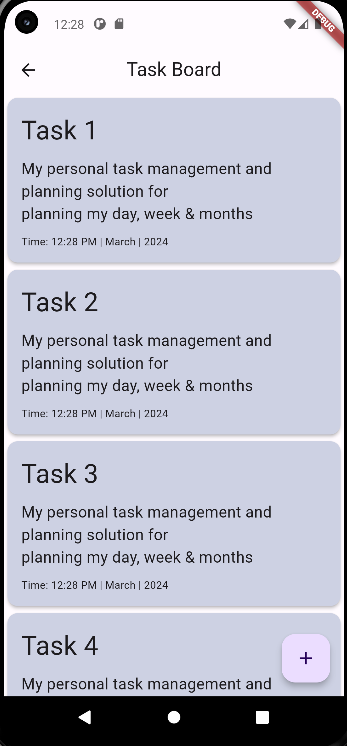 12:28
DEBUG
Task Board
Task 1
My personal task management and
planning solution for
planning my day, week & months
Time: 12:28 PM | March | 2024
Task 2
My personal task management and
planning solution for
planning my day, week & months
Time: 12:28 PM | March | 2024
Task 3
My personal task management and
planning solution for
planning my day, week & months
Time: 12:28 PM | March | 2024
Task 4
My personal task management and